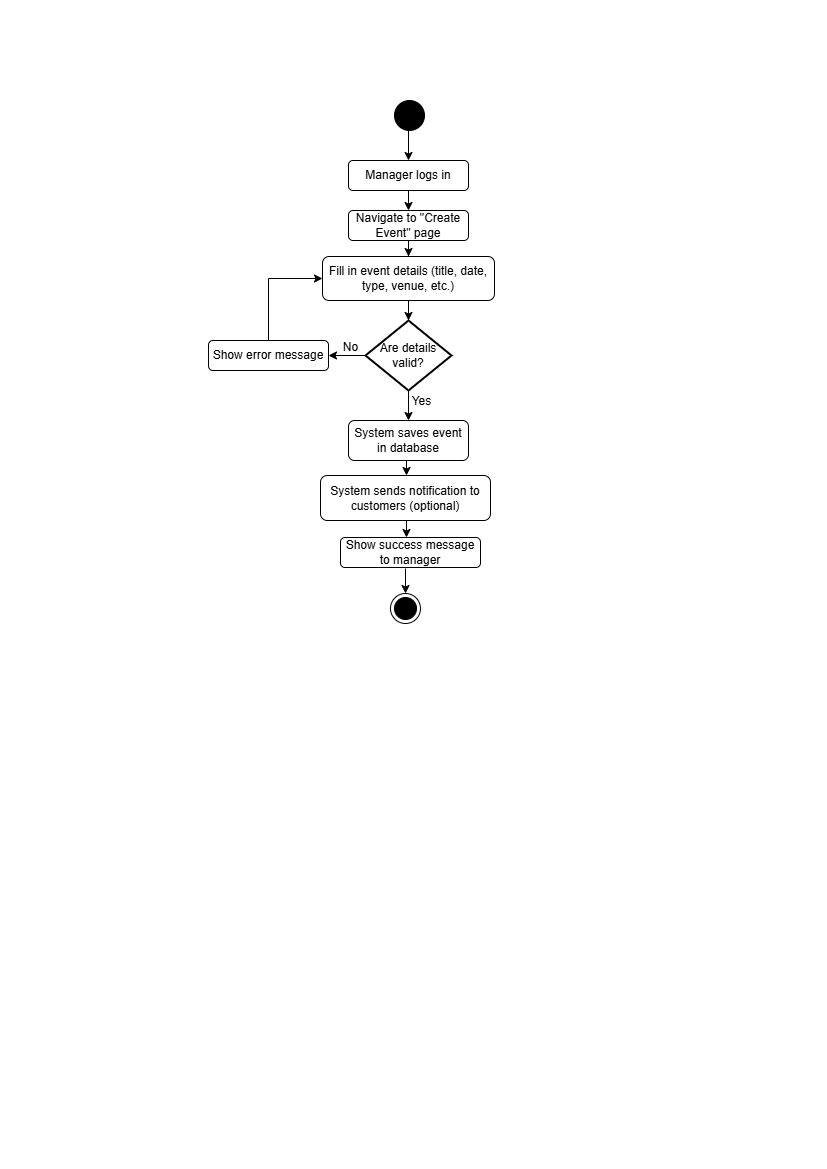 Manager logs in
Navigate to "Create
Event" page
Fill in event details (title, date,
type, venue, etc.)
Show error message
No
Are details
valid?
Yes
System saves event
in database
System sends notification to
customers (optional)
Show success message
to manager